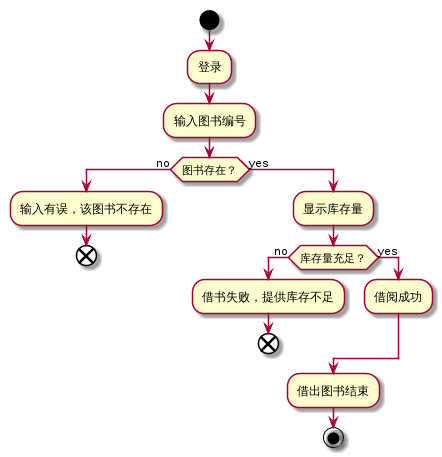 登录
输入图书编号
no
图书存在？
yes
输入有误，该图书不存在
显示库存量
no
库存量充足？
yes
借书失败，提供库存不足
借阅成功
借出图书结束